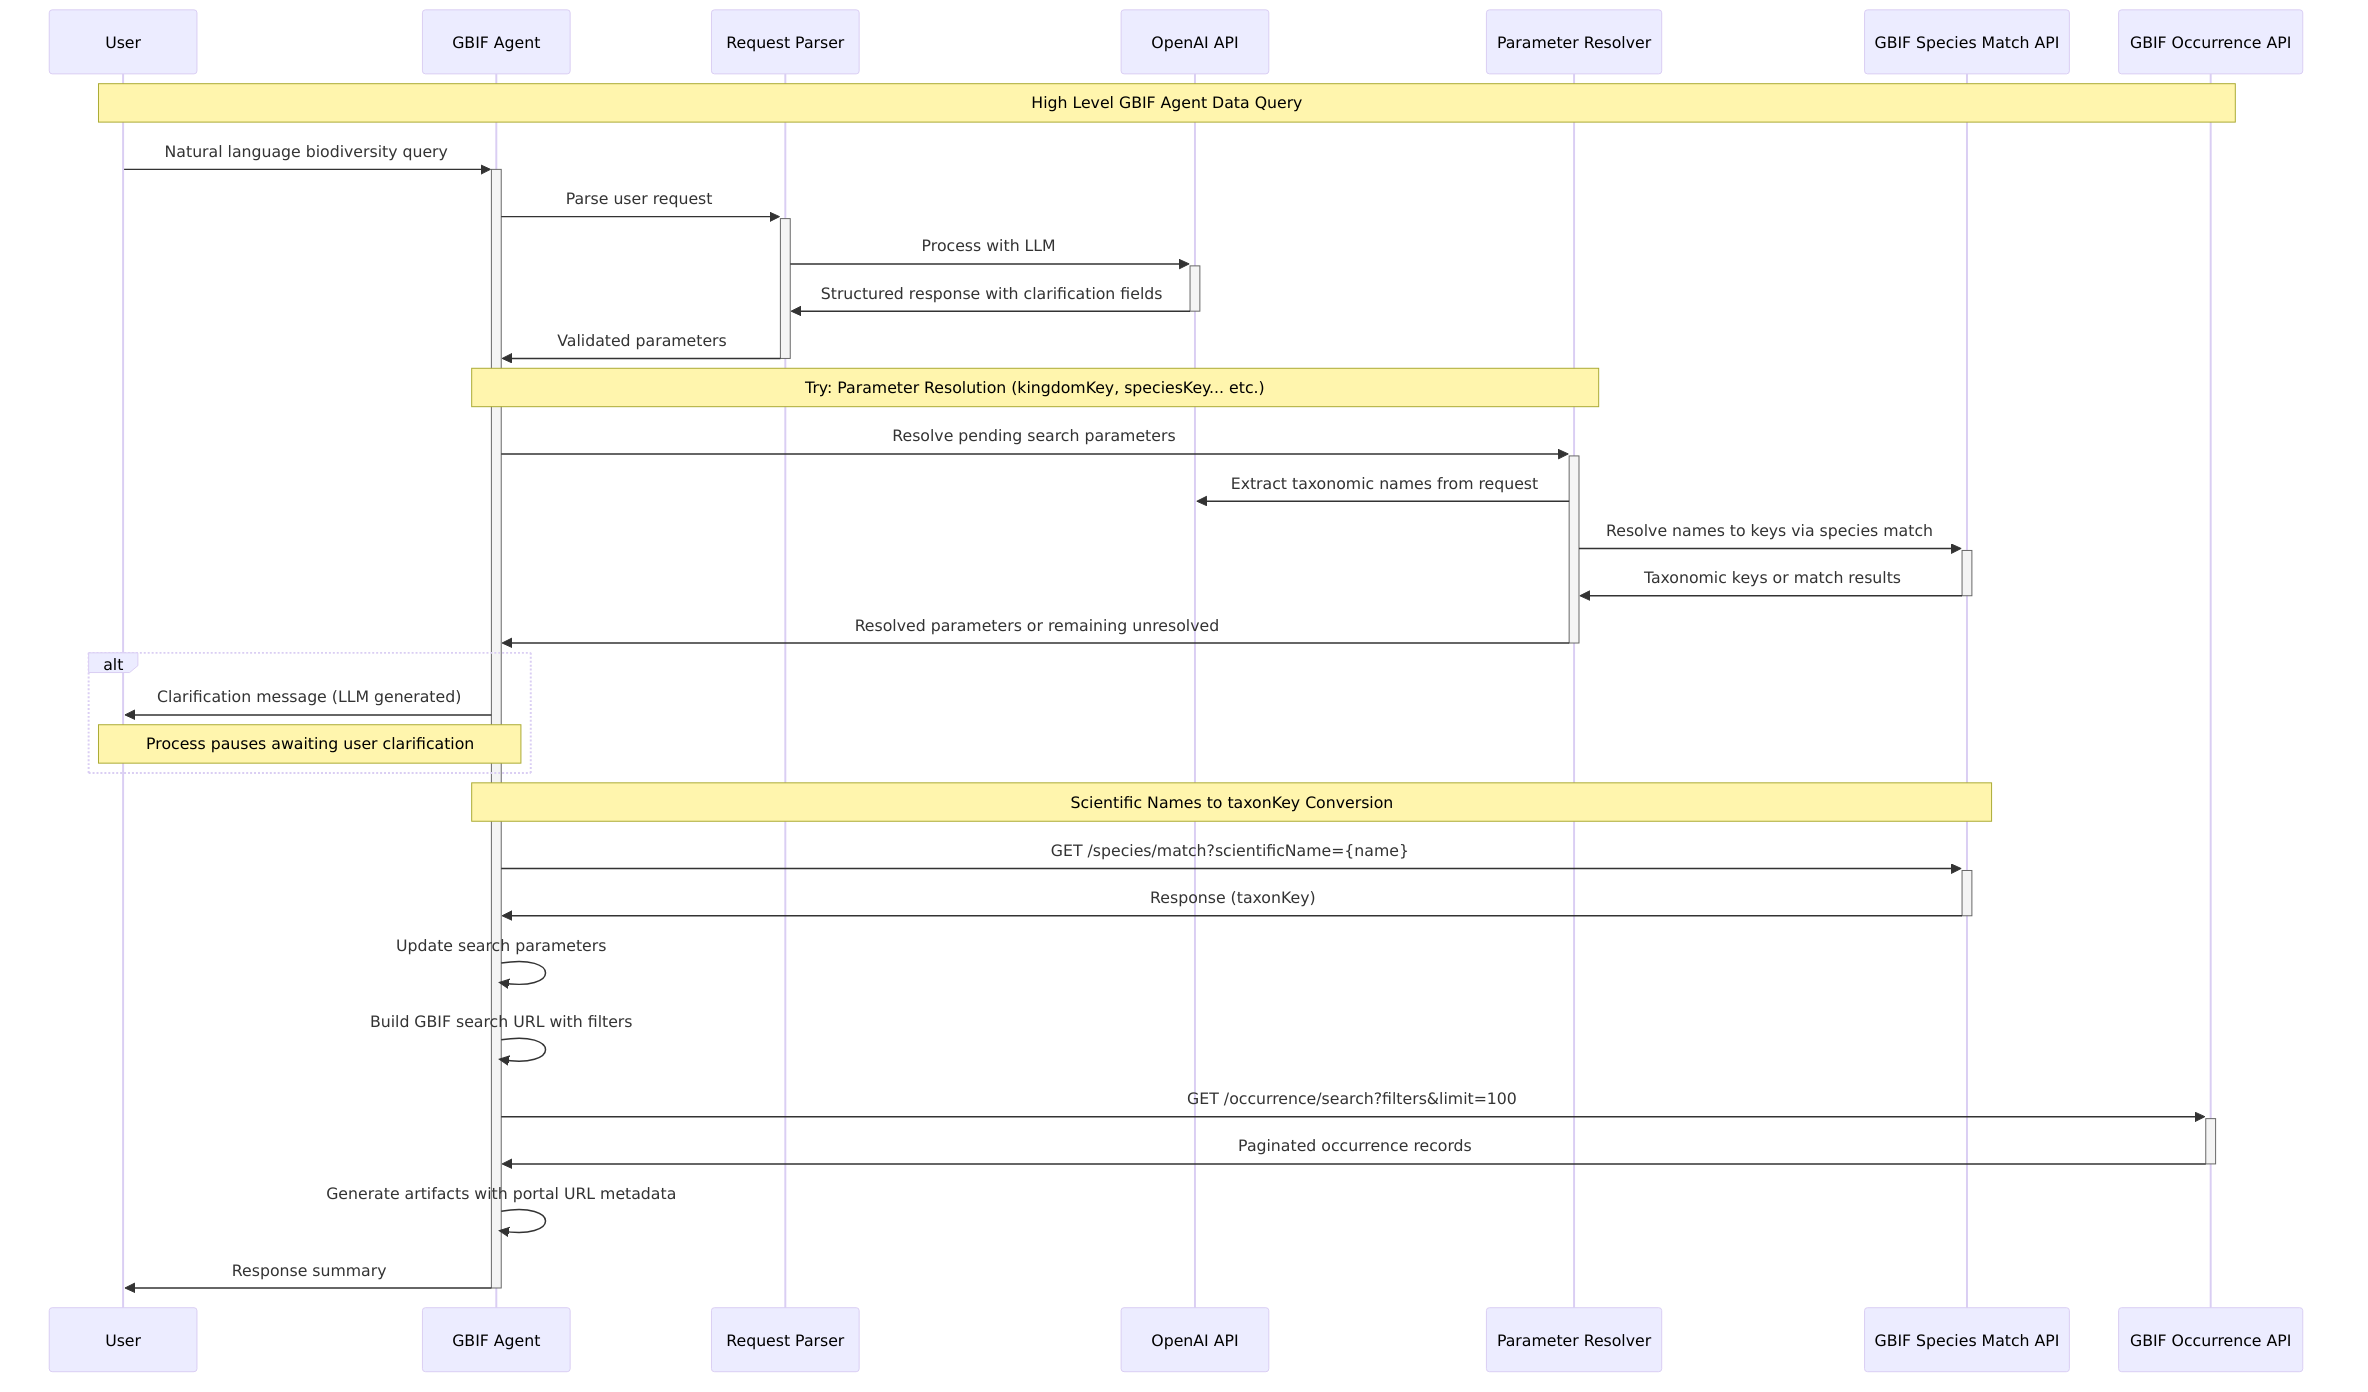 User
GBIF Agent
Request Parser
OpenAI API
Parameter Resolver
GBIF Species Match API
GBIF Occurrence API
High Level GBIF Agent Data Query
Natural language biodiversity query
Parse user request
Process with LLM
Structured response with clarification fields
Validated parameters
Try: Parameter Resolution (kingdomKey, speciesKey... etc.)
Resolve pending search parameters
Extract taxonomic names from request
Resolve names to keys via species match
Taxonomic keys or match results
Resolved parameters or remaining unresolved
alt
Clarification message (LLM generated)
Process pauses awaiting user clarification
Scientific Names to taxonKey Conversion
GET /species/match?scientificName={name}
Response (taxonKey)
Update search parameters
Build GBIF search URL with filters
GET /occurrence/search?filters&limit=100
Paginated occurrence records
Generate artifacts with portal URL metadata
Response summary
User
GBIF Agent
Request Parser
OpenAI API
Parameter Resolver
GBIF Species Match API
GBIF Occurrence API